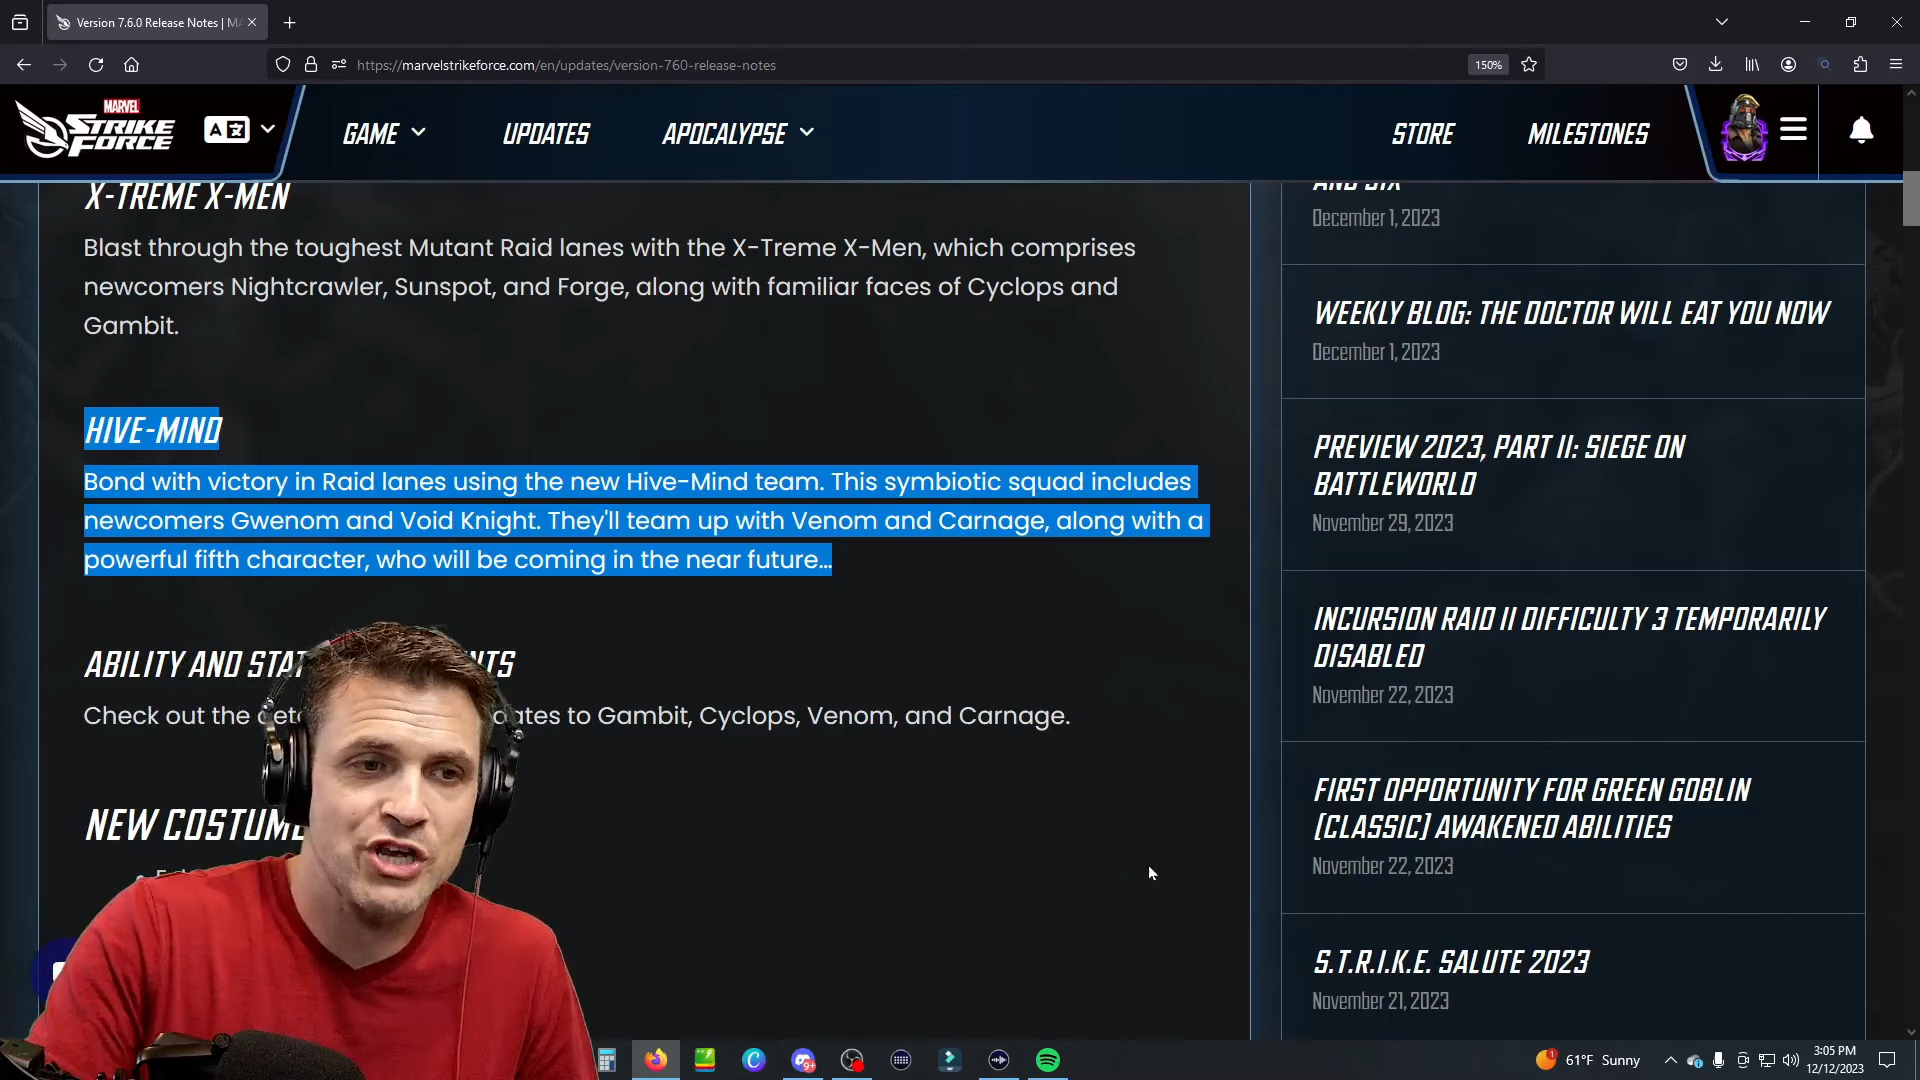 Version 7.6.0 Release Notes | MA
https://marvelstrikeforce.com/en/updates/version-760-release-notes
150%
MARVEL
STRIKE
FORCE
GAME
UPDATES
APOCALYPSE
STORE
MILESTONES
X-TREME X-MEN
Blast through the toughest Mutant Raid lanes with the X-Treme X-Men, which comprises
newcomers Nightcrawler, Sunspot, and Forge, along with familiar faces of Cyclops and
Gambit.
HIVE-MIND
Bond with victory in Raid lanes using the new Hive-Mind team. This symbiotic squad includes
newcomers Gwenom and Void Knight. They'll team up with Venom and Carnage, along with a
powerful fifth character, who will be coming in the near future...
ABILITY AND STAT NTS
Check out the dates to Gambit, Cyclops, Venom, and Carnage.
NEW COSTUME
AND SIX
December 1, 2023
WEEKLY BLOG: THE DOCTOR WILL EAT YOU NOW
December 1, 2023
PREVIEW 2023, PART II: SIEGE ON
BATTLEWORLD
November 29, 2023
INCURSION RAID II DIFFICULTY 3 TEMPORARILY
DISABLED
November 22, 2023
FIRST OPPORTUNITY FOR GREEN GOBLIN
(CLASSIC) AWAKENED ABILITIES
November 22, 2023
S.T.R.I.K.E. SALUTE 2023
November 21, 2023
61°F Sunny
3:05 PM
12/12/2023